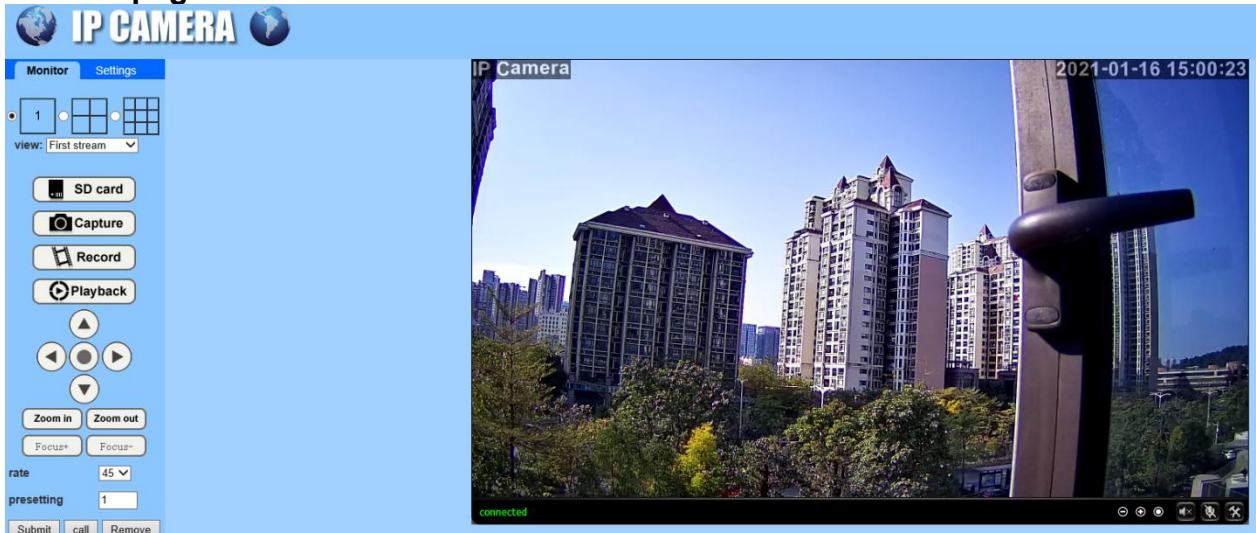 IP CAMERA
Monitor Settings
1
view: First stream
SD card
Capture
Record
Playback
Zoom in Zoom out
Focus+ Focus-
rate 45
presetting 1
Submit call Remove
IP Camera 2021-01-16 15:00:23
connected